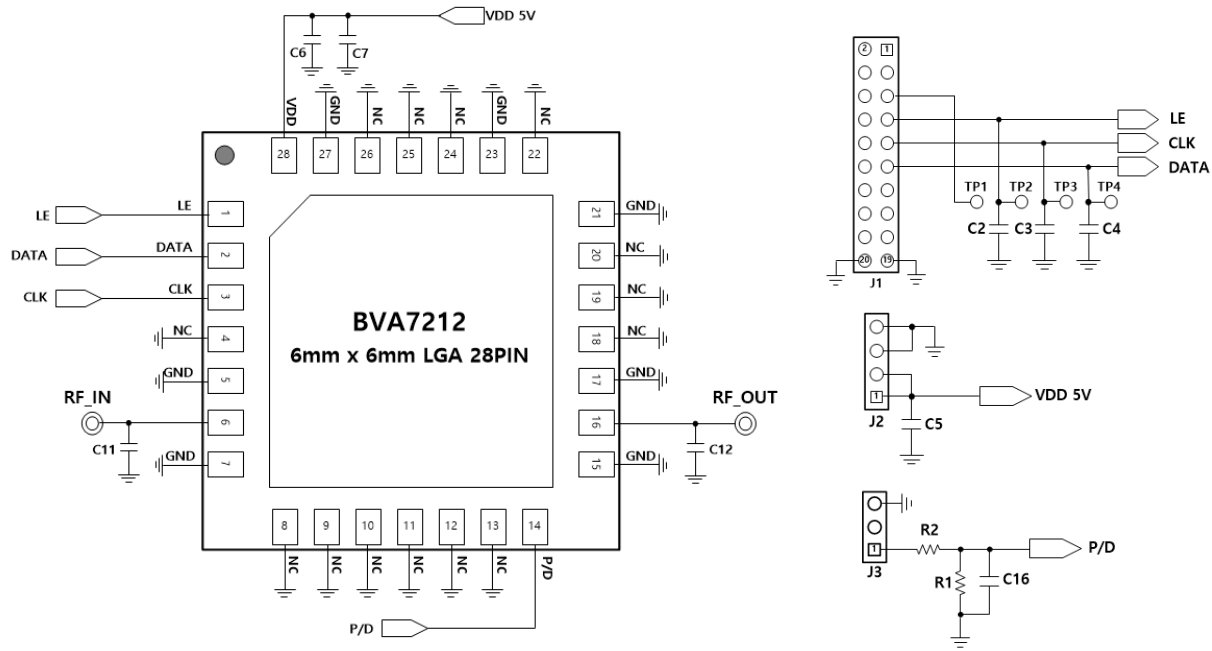 VDD 5V
C6
C7
VDD
GND
NC
NC
NC
GND
NC
28
27
26
25
24
23
22
LE
LE
1
DATA
DATA
2
CLK
CLK
3
NC
4
GND
5
RF_IN
6
C11
GND
7
BVA7212
6mm x 6mm LGA 28PIN
21
GND
20
NC
19
NC
18
NC
17
GND
RF_OUT
16
C12
15
GND
8
9
10
11
12
13
14
NC
NC
NC
NC
NC
NC
P/D
P/D
2
1
LE
CLK
DATA
TP1
TP2
TP3
TP4
C2
C3
C4
20
19
J1
1
VDD 5V
J2
C5
1
R2
P/D
J3
R1
C16